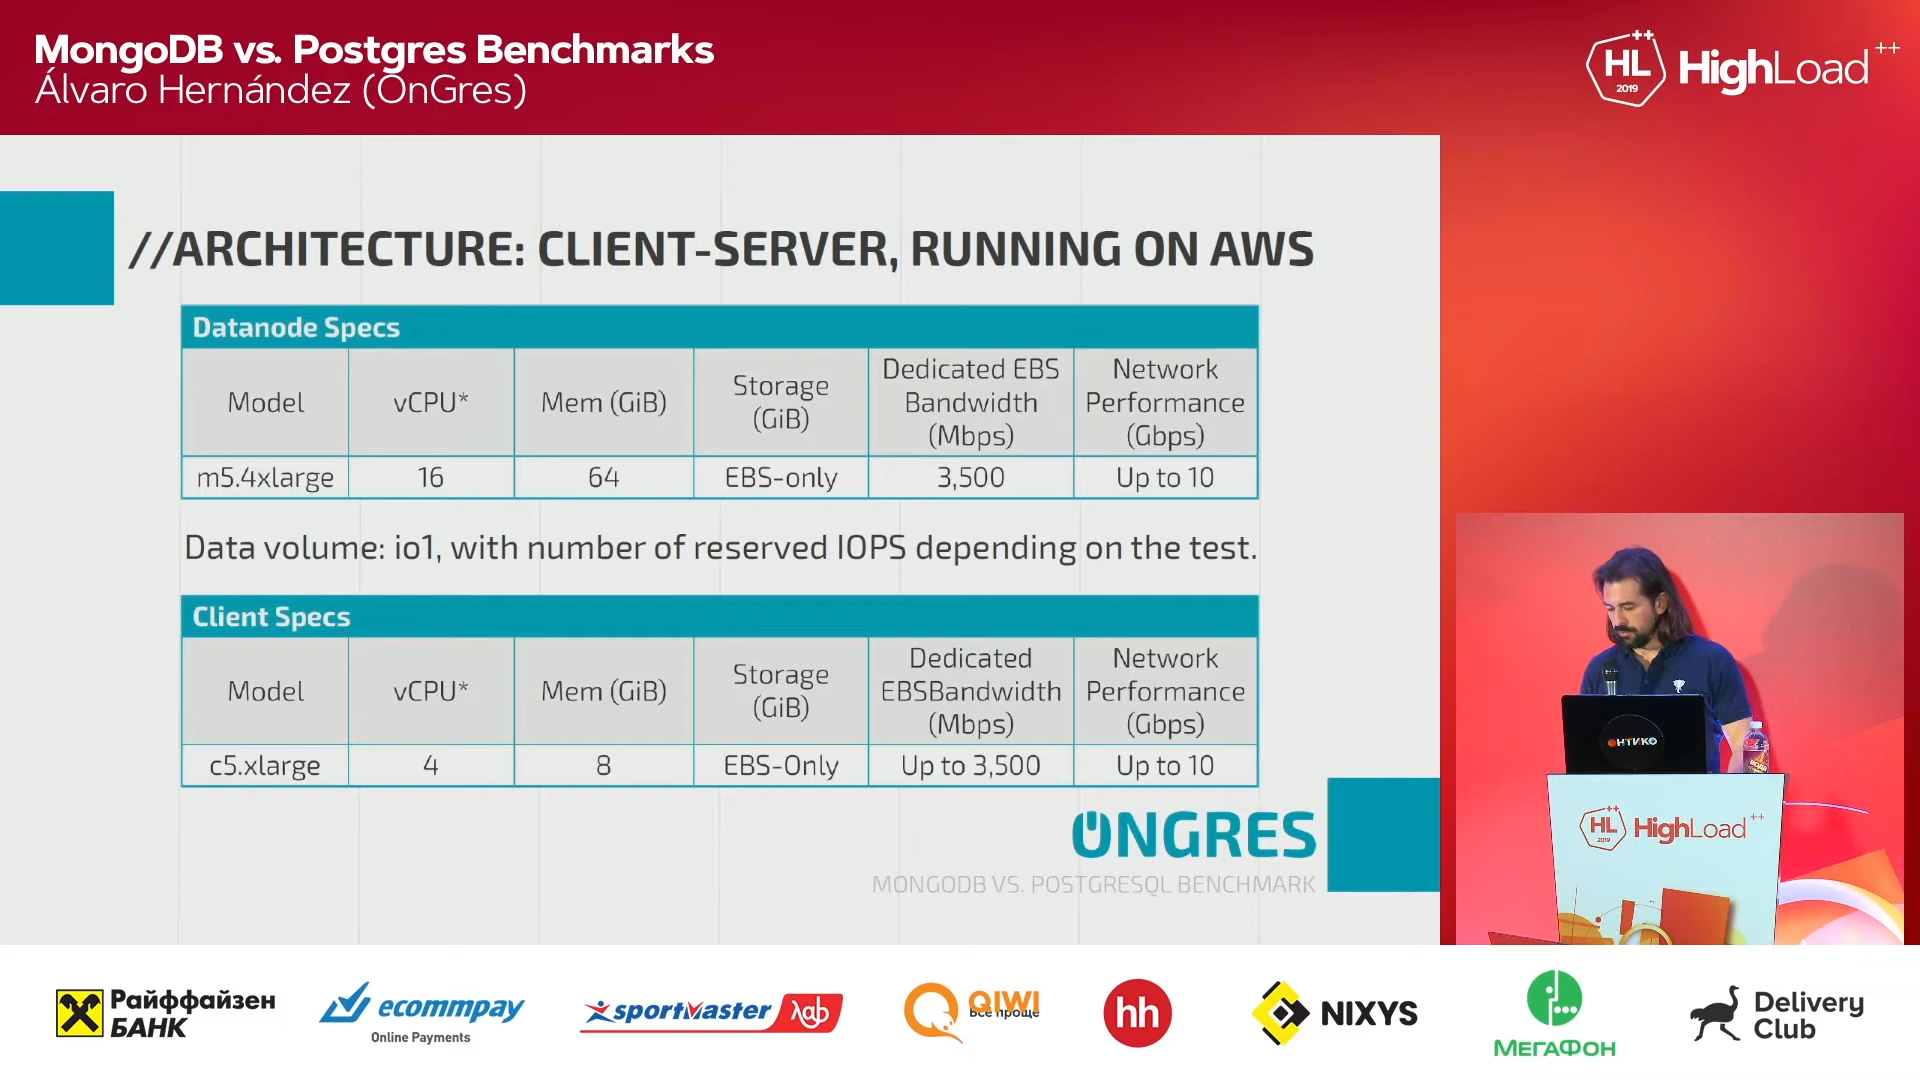 MongoDB vs. Postgres Benchmarks
Álvaro Hernández (OnGres)
HL
2019
HighLoad++
//ARCHITECTURE: CLIENT-SERVER, RUNNING ON AWS
Datanode Specs
Model vCPU* Mem (GiB) Storage (GiB) Dedicated EBS Bandwidth (Mbps) Network Performance (Gbps)
m5.4xlarge 16 64 EBS-only 3,500 Up to 10
Data volume: io1, with number of reserved IOPS depending on the test.
Client Specs
Model vCPU* Mem (GiB) Storage (GiB) Dedicated EBSBandwidth (Mbps) Network Performance (Gbps)
c5.xlarge 4 8 EBS-Only Up to 3,500 Up to 10
ONGRES
MONGODB VS. POSTGRESQL BENCHMARK
ОНТИКО
HL
2019
HighLoad++
Райффайзен
БАНК
ecommpay
Online Payments
sportmaster лаб
QIWI
Всё проще
hh
NIXYS
МЕГАФОН
Delivery
Club